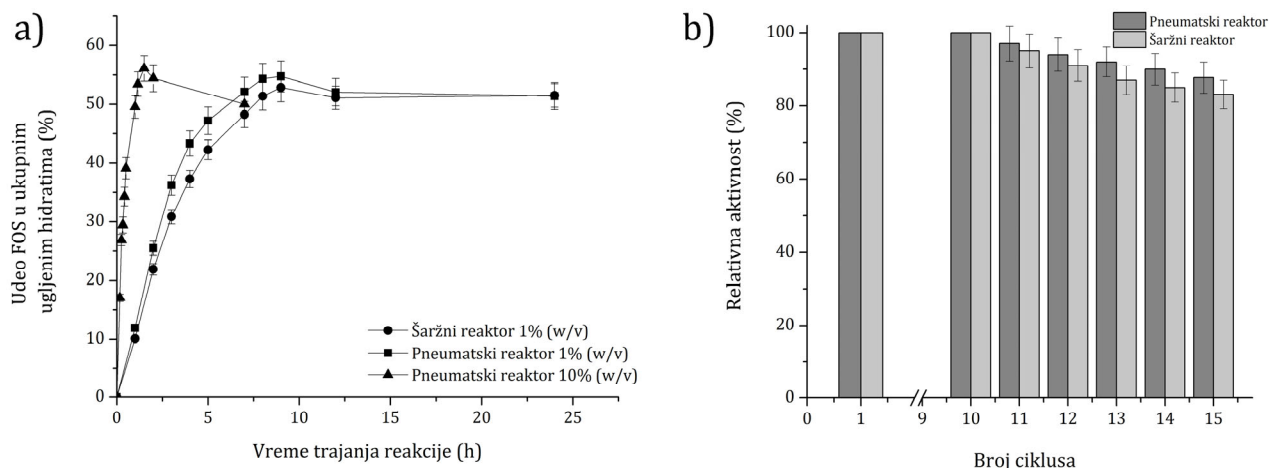 a)
60
50
40
30
20
10
0
Udeo FOS u ukupnim
ugljenim hidratima (%)
Šaržni reaktor 1% (w/v)
Pneumatski reaktor 1% (w/v)
Pneumatski reaktor 10% (w/v)
0 5 10 15 20 25
Vreme trajanja reakcije (h)
b)
Pneumatski reaktor
Šaržni reaktor
100
80
60
40
20
0
Relativna aktivnost (%)
0 1 9 10 11 12 13 14 15
Broj ciklusa